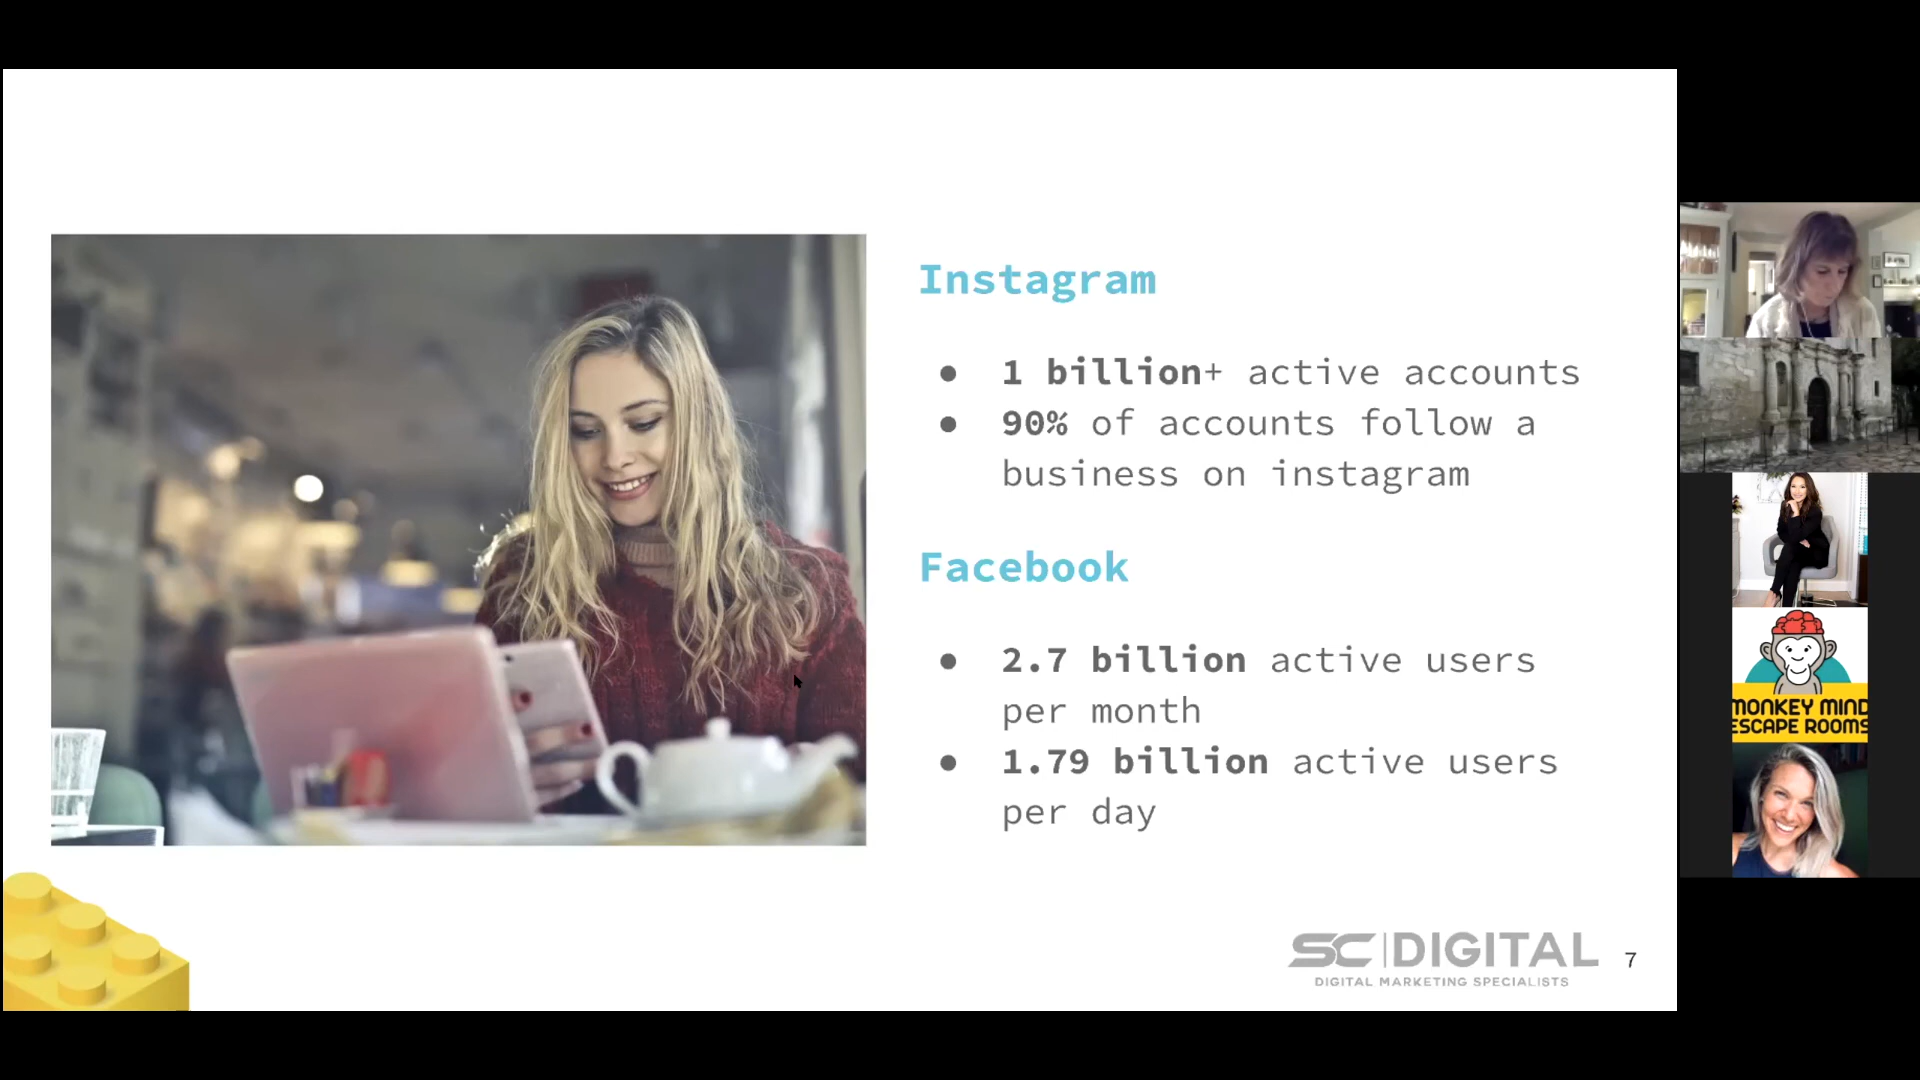 Instagram
● 1 billion+ active accounts
● 90% of accounts follow a
business on instagram
Facebook
● 2.7 billion active users
per month
● 1.79 billion active users
per day
SC|DIGITAL
DIGITAL MARKETING SPECIALISTS
7
MONKEY MIND
ESCAPE ROOMS